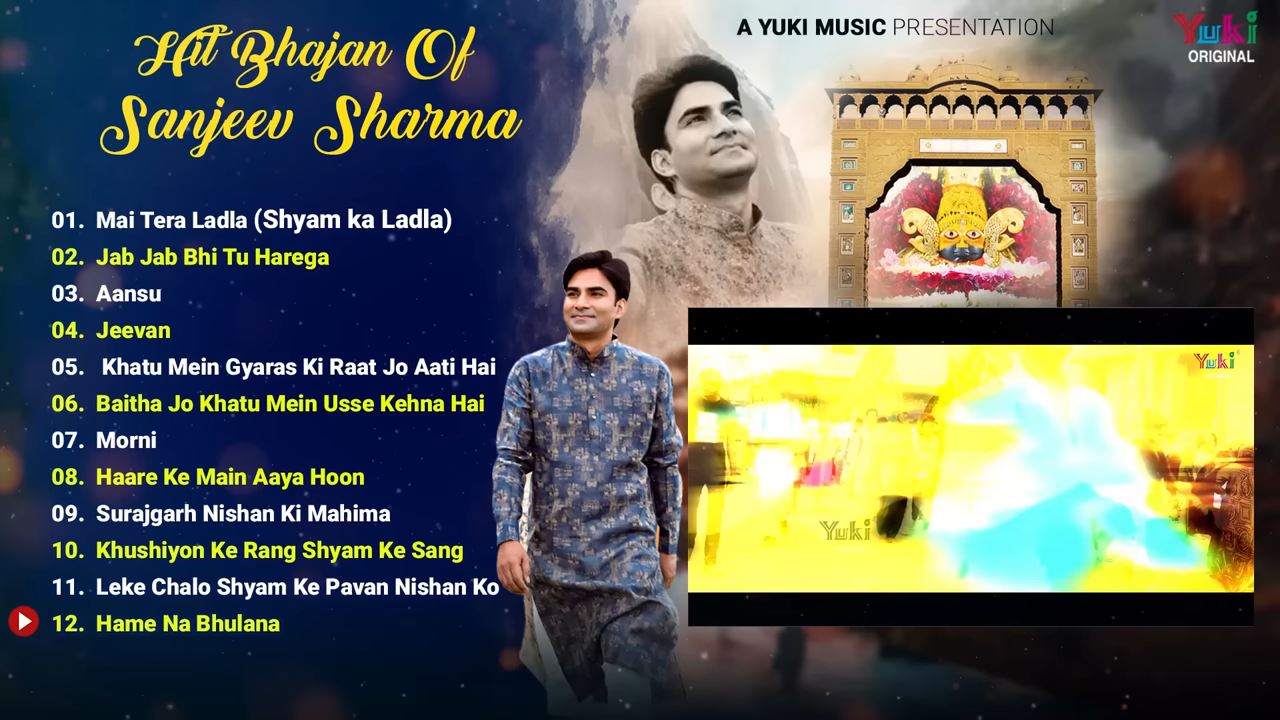 Hit Bhajan Of
Sanjeev Sharma
A YUKI MUSIC PRESENTATION
Yuki
ORIGINAL
01. Mai Tera Ladla (Shyam ka Ladla)
02. Jab Jab Bhi Tu Harega
03. Aansu
04. Jeevan
05. Khatu Mein Gyaras Ki Raat Jo Aati Hai
06. Baitha Jo Khatu Mein Usse Kehna Hai
07. Morni
08. Haare Ke Main Aaya Hoon
09. Surajgarh Nishan Ki Mahima
10. Khushiyon Ke Rang Shyam Ke Sang
11. Leke Chalo Shyam Ke Pavan Nishan Ko
12. Hame Na Bhulana
Yuki
Yuki